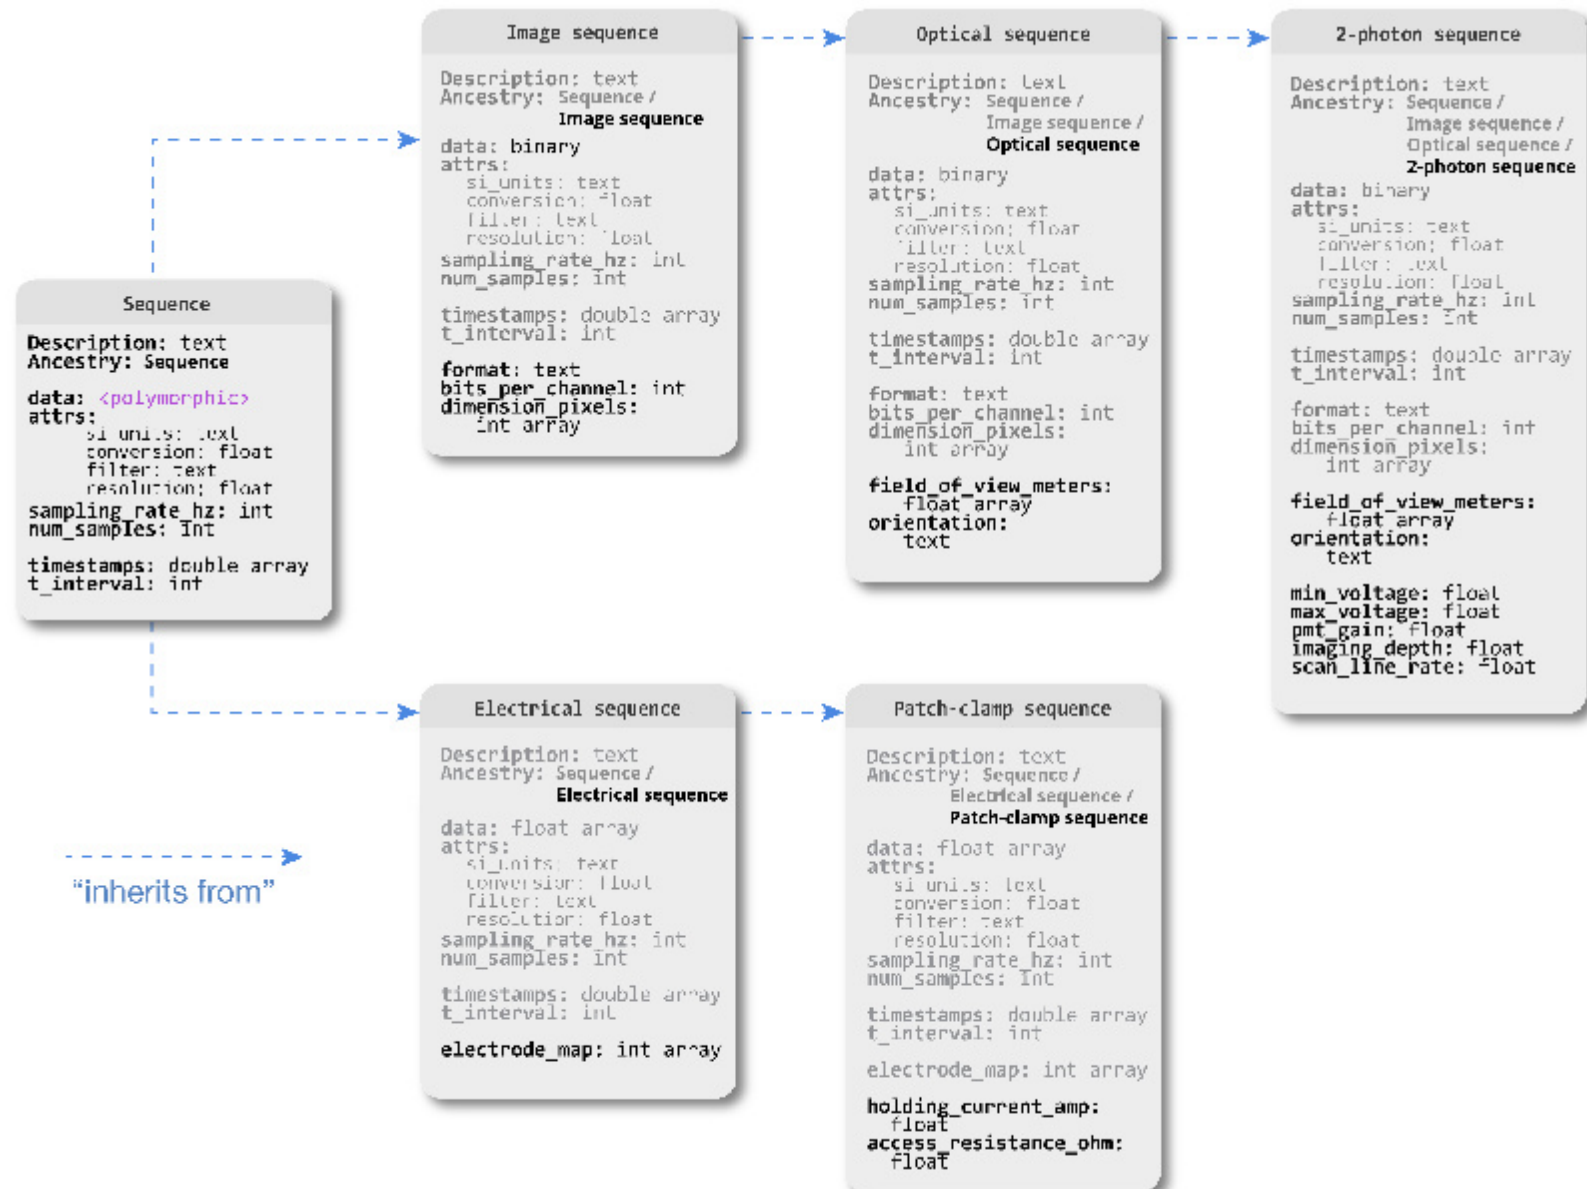 Sequence
Description: text
Ancestry: Sequence
data: <polymorphic>
attrs:
si_units: text
conversion: float
filter: text
resolution: float
sampling_rate_hz: int
num_samples: int
timestamps: double array
t_interval: int
Image sequence
Description: text
Ancestry: Sequence /
Image sequence
data: binary
attrs:
si_units: text
conversion: float
filter: text
resolution: float
sampling_rate_hz: int
num_samples: int
timestamps: double array
t_interval: int
format: text
bits_per_channel: int
dimension_pixels:
int array
Optical sequence
Description: text
Ancestry: Sequence /
Image sequence /
Optical sequence
data: binary
attrs:
si_units: text
conversion: float
filter: text
resolution: float
sampling_rate_hz: int
num_samples: int
timestamps: double array
t_interval: int
format: text
bits_per_channel: int
dimension_pixels:
int array
field_of_view_meters:
float array
orientation:
text
2-photon sequence
Description: text
Ancestry: Sequence /
Image sequence /
Optical sequence /
2-photon sequence
data: binary
attrs:
si_units: text
conversion: float
filter: text
resolution: float
sampling_rate_hz: int
num_samples: int
timestamps: double array
t_interval: int
format: text
bits_per_channel: int
dimension_pixels:
int array
field_of_view_meters:
float array
orientation:
text
min_voltage: float
max_voltage: float
pmt_gain: float
imaging_depth: float
scan_line_rate: float
Electrical sequence
Description: text
Ancestry: Sequence /
Electrical sequence
data: float array
attrs:
si_units: text
conversion: float
filter: text
resolution: float
sampling_rate_hz: int
num_samples: int
timestamps: double array
t_interval: int
electrode_map: int array
Patch-clamp sequence
Description: text
Ancestry: Sequence /
Electrical sequence /
Patch-clamp sequence
data: float array
attrs:
si_units: text
conversion: float
filter: text
resolution: float
sampling_rate_hz: int
num_samples: int
timestamps: double array
t_interval: int
electrode_map: int array
holding_current_amp:
float
access_resistance_ohm:
float
“inherits from”